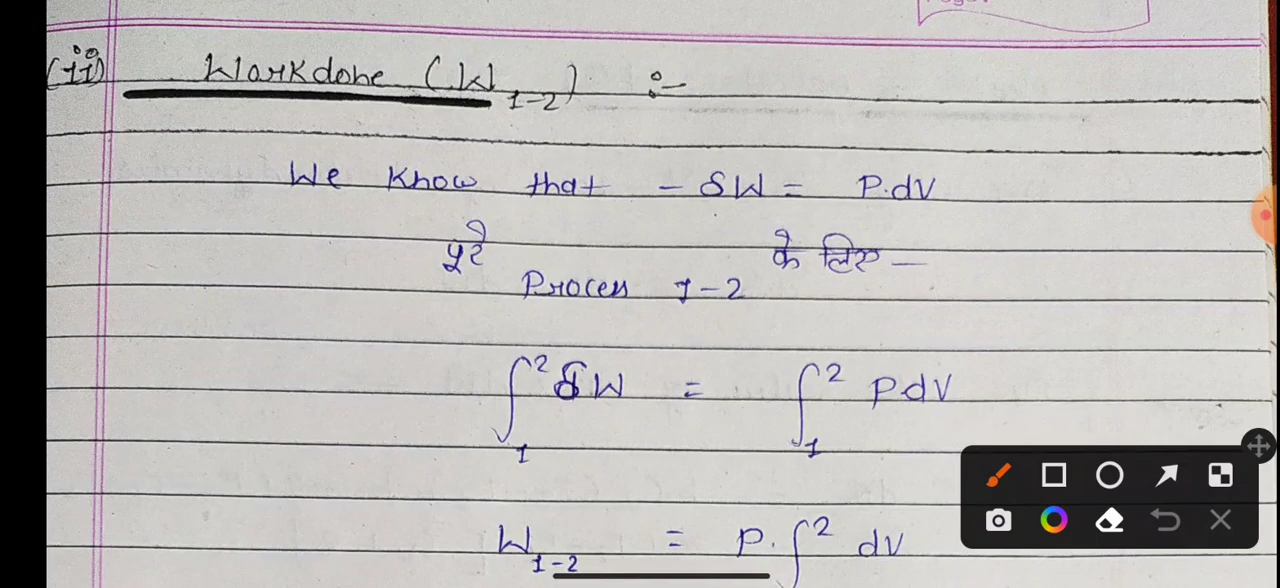 (ii) Workdone (W₁₋₂) :-
We know that - δW = P.dV
पूरे Process 1-2 के लिए —
∫₁² δW = ∫₁² PdV
W₁₋₂ = P.∫² dV